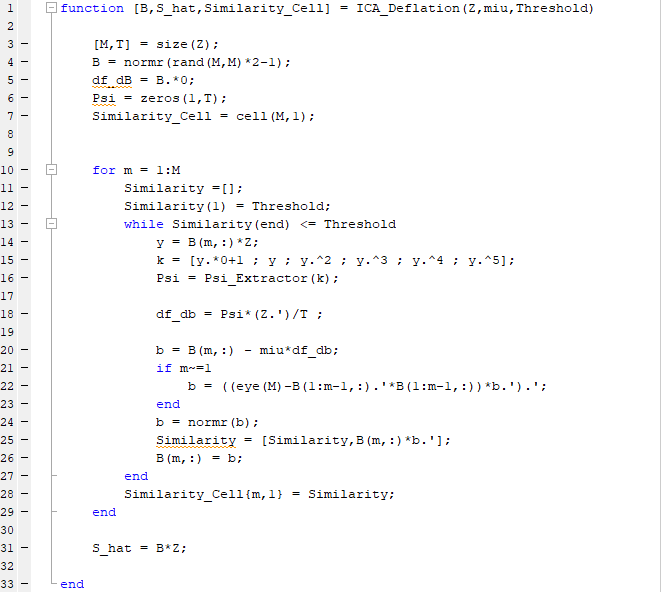 1 function [B,S_hat,Similarity_Cell] = ICA_Deflation(Z,miu,Threshold)
2
3 - [M,T] = size(Z);
4 - B = normr(rand(M,M)*2-1);
5 - df_dB = B.*0;
6 - Psi = zeros(1,T);
7 - Similarity_Cell = cell(M,1);
8
9
10 - for m = 1:M
11 - Similarity =[];
12 - Similarity(1) = Threshold;
13 - while Similarity(end) <= Threshold
14 - y = B(m,:)*Z;
15 - k = [y.*0+1 ; y ; y.^2 ; y.^3 ; y.^4 ; y.^5];
16 - Psi = Psi_Extractor(k);
17
18 - df_db = Psi*(Z.')/T ;
19
20 - b = B(m,:) - miu*df_db;
21 - if m~=1
22 - b = ((eye(M)-B(1:m-1,:).'*B(1:m-1,:))*b.').';
23 - end
24 - b = normr(b);
25 - Similarity = [Similarity,B(m,:)*b.'];
26 - B(m,:) = b;
27 - end
28 - Similarity_Cell{m,1} = Similarity;
29 - end
30
31 - S_hat = B*Z;
32
33 - end